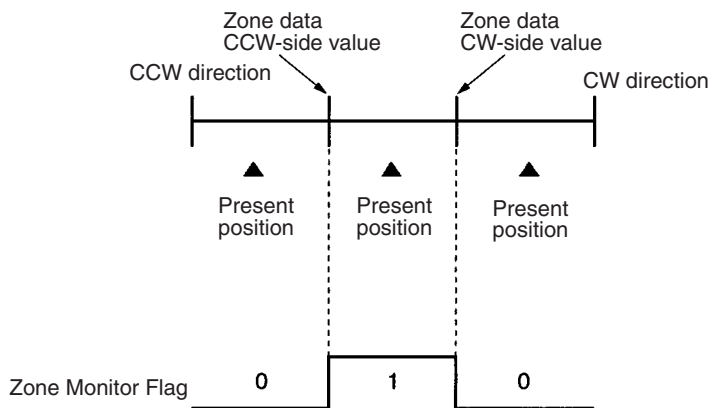 Zone data
CCW-side value
Zone data
CW-side value
CCW direction
CW direction
Present
position
Present
position
Present
position
Zone Monitor Flag
0
1
0